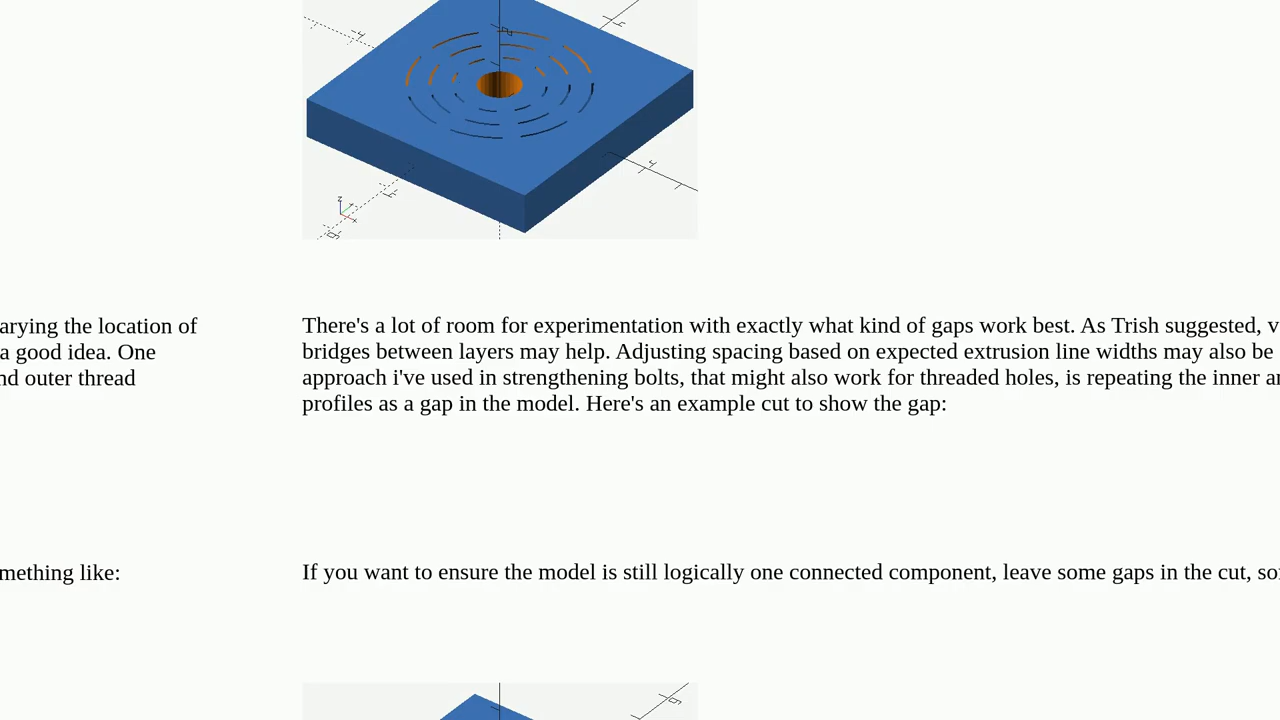 There's a lot of room for experimentation with exactly what kind of gaps work best. As Trish suggested, v
bridges between layers may help. Adjusting spacing based on expected extrusion line widths may also be
approach i've used in strengthening bolts, that might also work for threaded holes, is repeating the inner a
profiles as a gap in the model. Here's an example cut to show the gap:
arying the location of
a good idea. One
nd outer thread
If you want to ensure the model is still logically one connected component, leave some gaps in the cut, so
mething like: